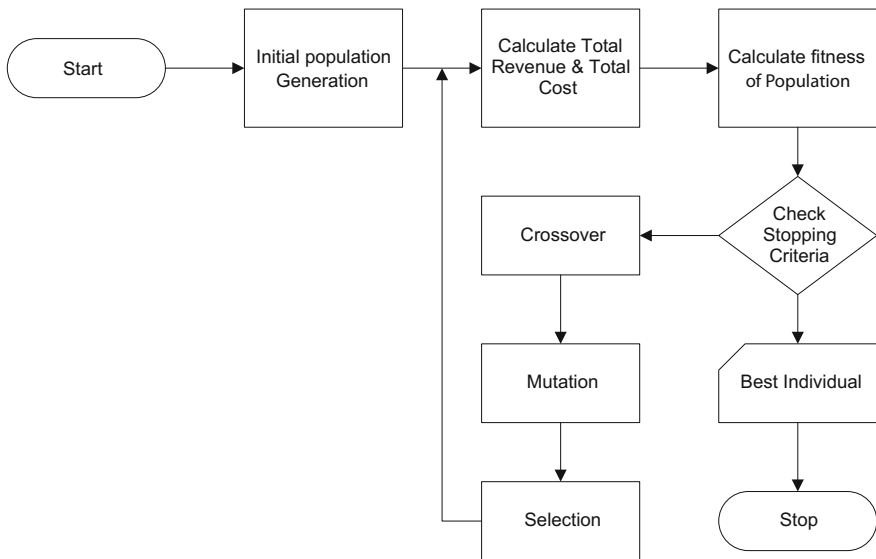 Start
Initial population
Generation
Calculate Total
Revenue & Total
Cost
Calculate fitness
of Population
Check
Stopping
Criteria
Crossover
Mutation
Selection
Best Individual
Stop